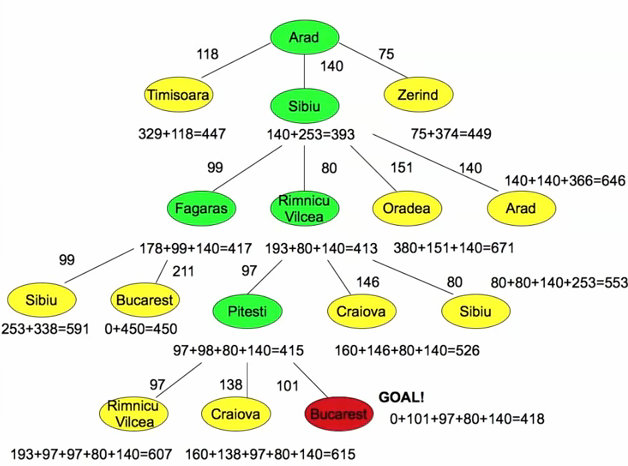 Arad
118
140
75
Timisoara
Sibiu
Zerind
329+118=447
140+253=393
75+374=449
99
80
151
140
140+140+366=646
Fagaras
Rimnicu
Vilcea
Oradea
Arad
178+99+140=417
193+80+140=413
380+151+140=671
99
211
97
146
80
80+80+140+253=553
Sibiu
Bucarest
Pitesti
Craiova
Sibiu
253+338=591
0+450=450
97+98+80+140=415
160+146+80+140=526
97
138
101
GOAL!
Rimnicu
Vilcea
Craiova
Bucarest
0+101+97+80+140=418
193+97+97+80+140=607
160+138+97+80+140=615